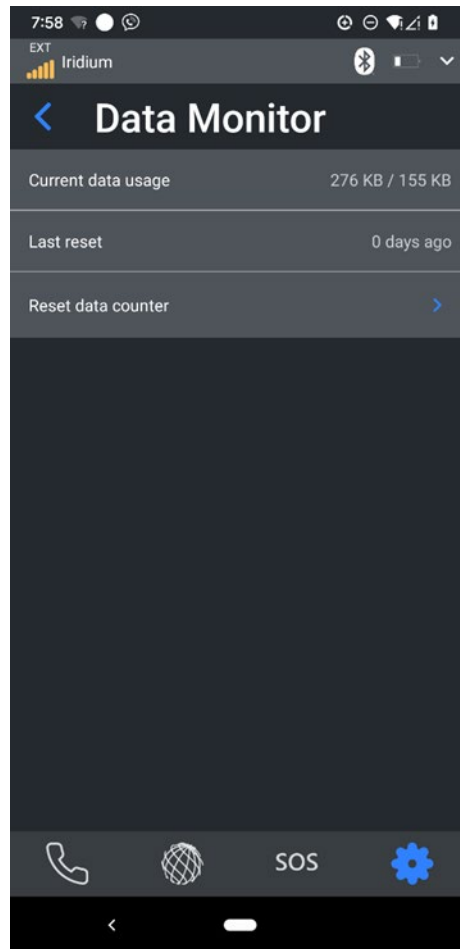 7:58
EXT
Iridium
Data Monitor
Current data usage 276 KB / 155 KB
Last reset 0 days ago
Reset data counter
SOS